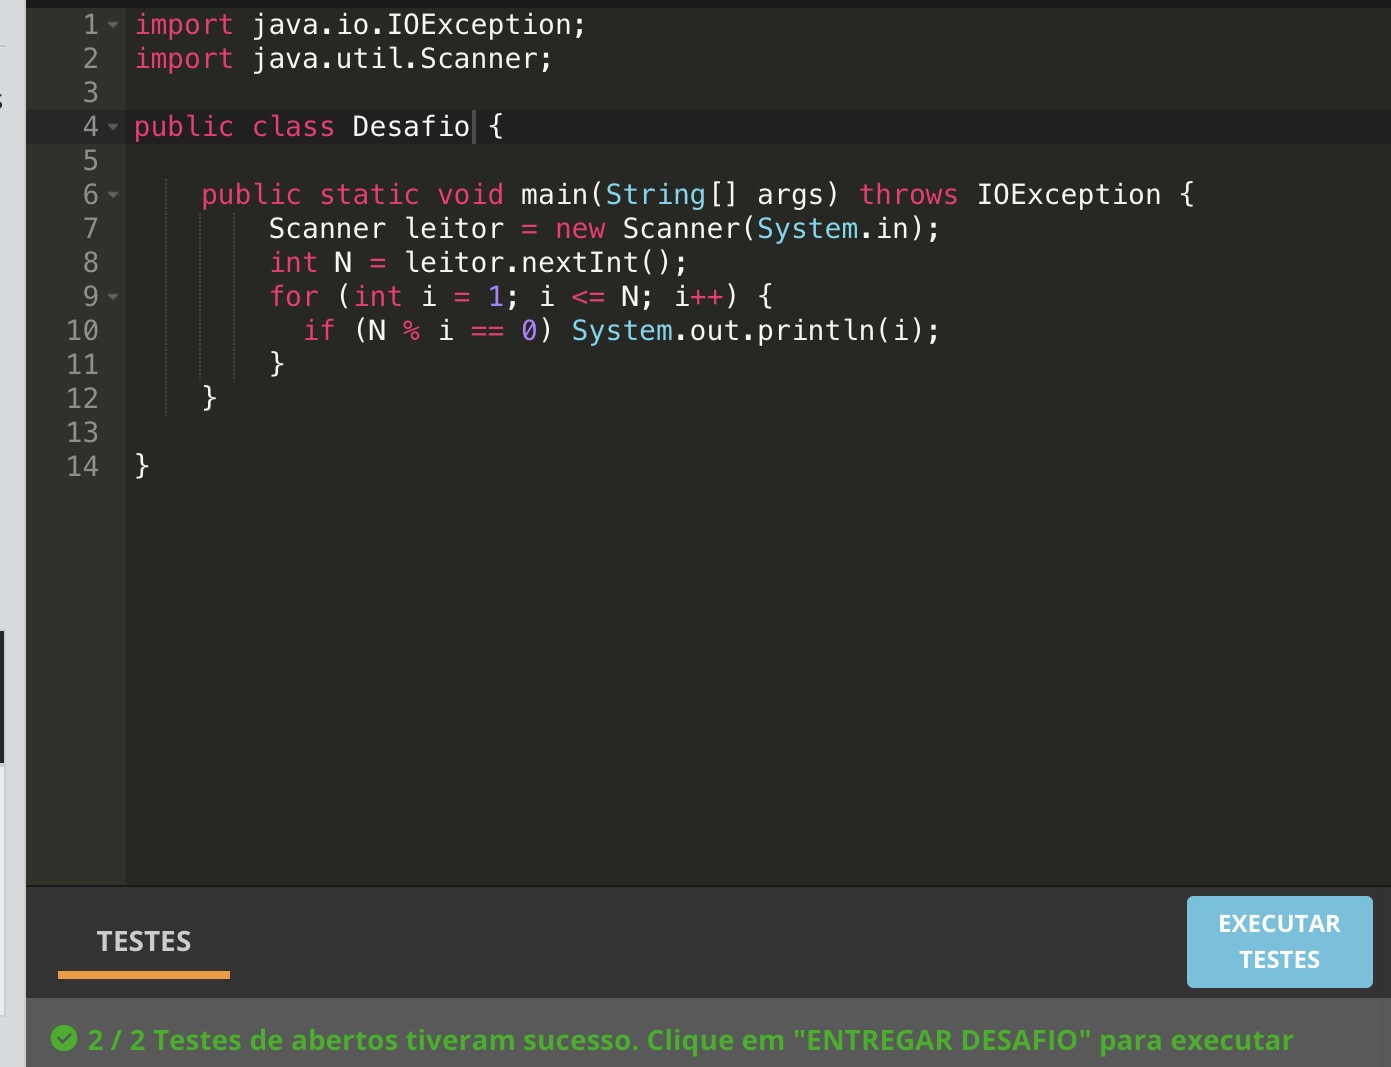 1 import java.io.IOException;
2 import java.util.Scanner;
3
4 public class Desafio {
5
6     public static void main(String[] args) throws IOException {
7         Scanner leitor = new Scanner(System.in);
8         int N = leitor.nextInt();
9         for (int i = 1; i <= N; i++) {
10           if (N % i == 0) System.out.println(i);
11         }
12     }
13
14 }
TESTES
EXECUTAR
TESTES
2 / 2 Testes de abertos tiveram sucesso. Clique em "ENTREGAR DESAFIO" para executar